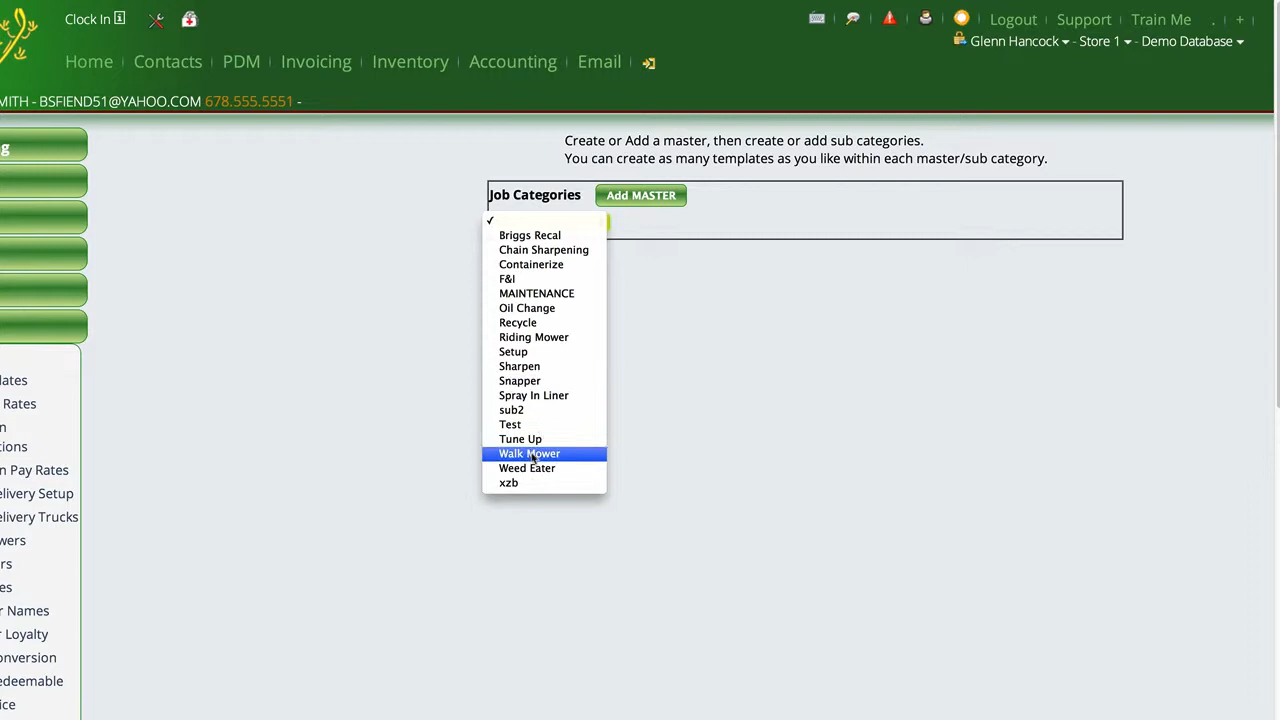 Clock In
Logout Support Train Me . +
Glenn Hancock - Store 1 - Demo Database
Home Contacts PDM Invoicing Inventory Accounting Email
MITH - BSFIEND51@YAHOO.COM 678.555.5551 -
g
Create or Add a master, then create or add sub categories.
You can create as many templates as you like within each master/sub category.
Job Categories Add MASTER
✓
Briggs Recal
Chain Sharpening
Containerize
F&I
MAINTENANCE
Oil Change
Recycle
Riding Mower
Setup
Sharpen
Snapper
Spray In Liner
sub2
Test
Tune Up
Walk Mower
Weed Eater
xzb
lates
Rates
n
tions
n Pay Rates
elivery Setup
elivery Trucks
wers
rs
es
r Names
r Loyalty
onversion
edeemable
ice